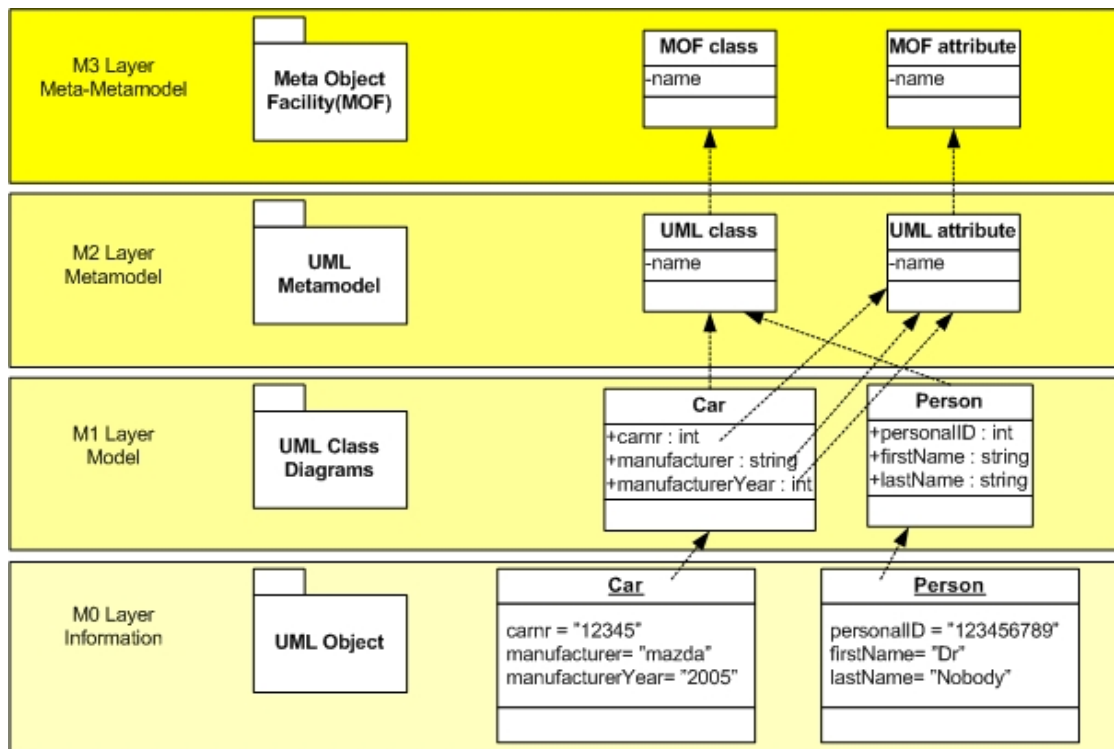 M3 Layer
Meta-Metamodel
Meta Object
Facility(MOF)
MOF class
-name
MOF attribute
-name
M2 Layer
Metamodel
UML
Metamodel
UML class
-name
UML attribute
-name
M1 Layer
Model
UML Class
Diagrams
Car
+carnr : int
+manufacturer : string
+manufacturerYear : int
Person
+personalID : int
+firstName : string
+lastName : string
M0 Layer
Information
UML Object
Car
carnr = "12345"
manufacturer= "mazda"
manufacturerYear= "2005"
Person
personalID = "123456789"
firstName= "Dr"
lastName= "Nobody"